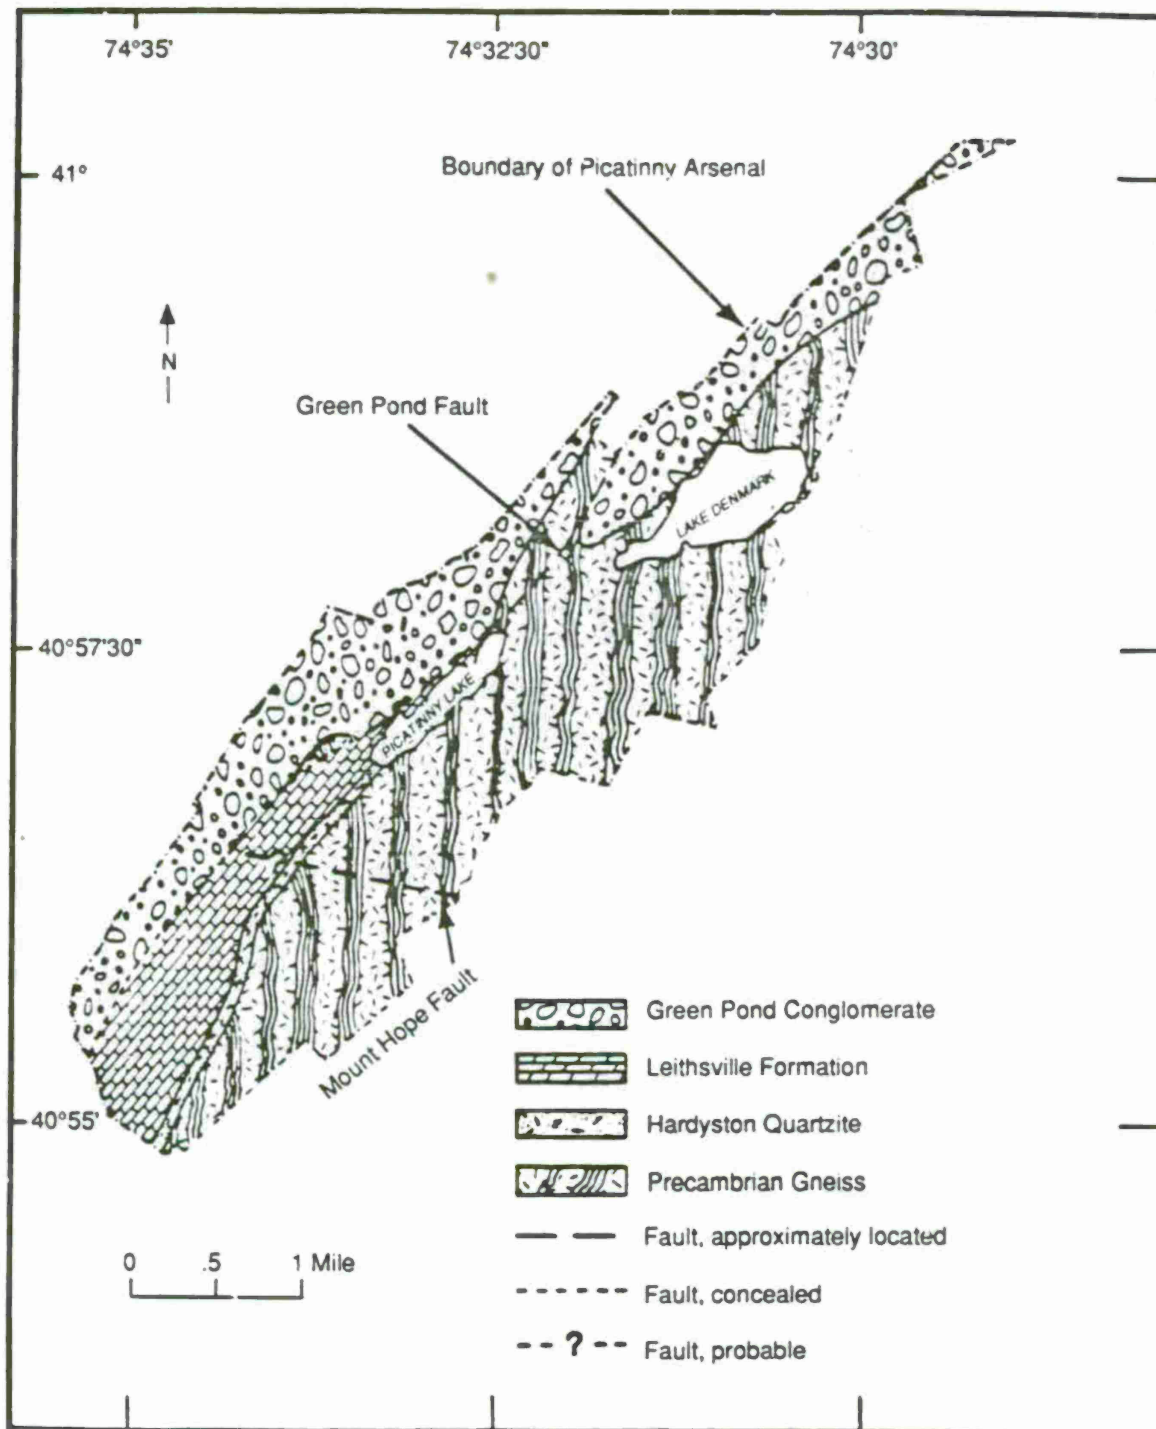 74°35'
74°32'30"
74°30'
41°
Boundary of Picatinny Arsenal
N
Green Pond Fault
LAKE DENMARK
40°57'30"
PICATINNY LAKE
Mount Hope Fault
Green Pond Conglomerate
Leithsville Formation
40°55'
Hardyston Quartzite
Precambrian Gneiss
Fault, approximately located
0 .5 1 Mile
Fault, concealed
? Fault, probable